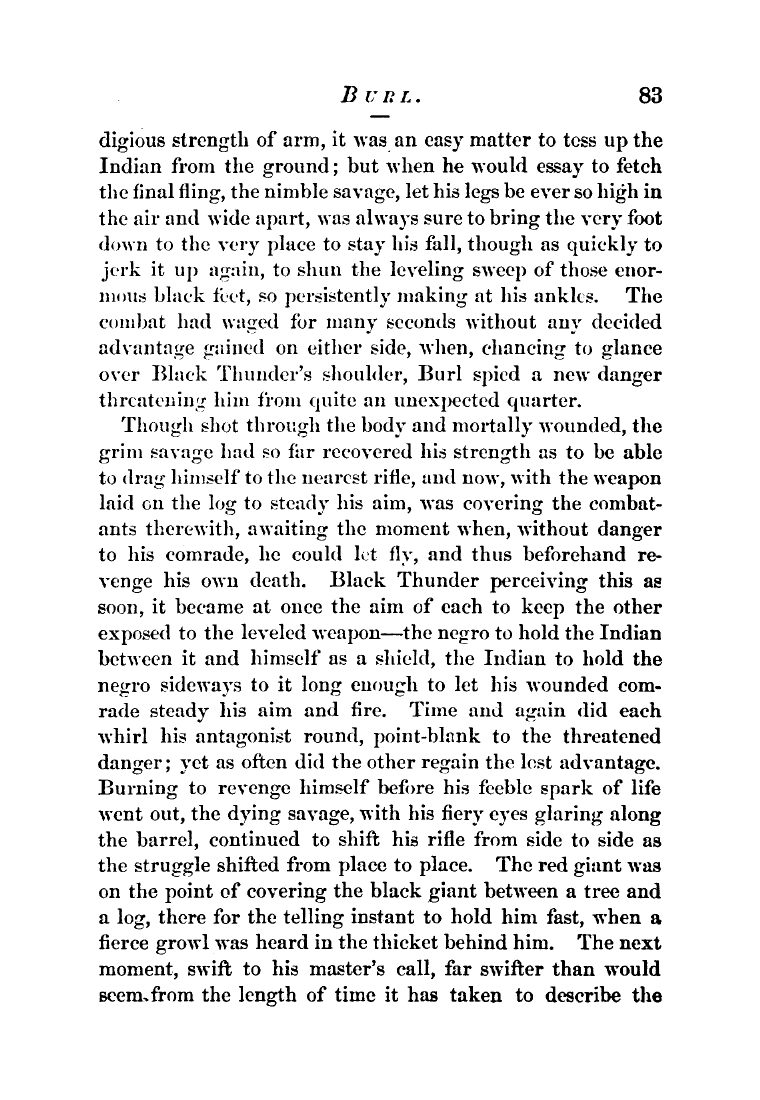 BURL. 83
digious strength of arm, it was an easy matter to toss up the
Indian from the ground; but when he would essay to fetch
the final fling, the nimble savage, let his legs be ever so high in
the air and wide apart, was always sure to bring the very foot
down to the very place to stay his fall, though as quickly to
jerk it up again, to shun the leveling sweep of those enor-
mous black feet, so persistently making at his ankles. The
combat had waged for many seconds without any decided
advantage gained on either side, when, chancing to glance
over Black Thunder's shoulder, Burl spied a new danger
threatening him from quite an unexpected quarter.
Though shot through the body and mortally wounded, the
grim savage had so far recovered his strength as to be able
to drag himself to the nearest rifle, and now, with the weapon
laid on the log to steady his aim, was covering the combat-
ants therewith, awaiting the moment when, without danger
to his comrade, he could let fly, and thus beforehand re-
venge his own death. Black Thunder perceiving this as
soon, it became at once the aim of each to keep the other
exposed to the leveled weapon—the negro to hold the Indian
between it and himself as a shield, the Indian to hold the
negro sideways to it long enough to let his wounded com-
rade steady his aim and fire. Time and again did each
whirl his antagonist round, point-blank to the threatened
danger; yet as often did the other regain the lost advantage.
Burning to revenge himself before his feeble spark of life
went out, the dying savage, with his fiery eyes glaring along
the barrel, continued to shift his rifle from side to side as
the struggle shifted from place to place. The red giant was
on the point of covering the black giant between a tree and
a log, there for the telling instant to hold him fast, when a
fierce growl was heard in the thicket behind him. The next
moment, swift to his master's call, far swifter than would
seem from the length of time it has taken to describe the